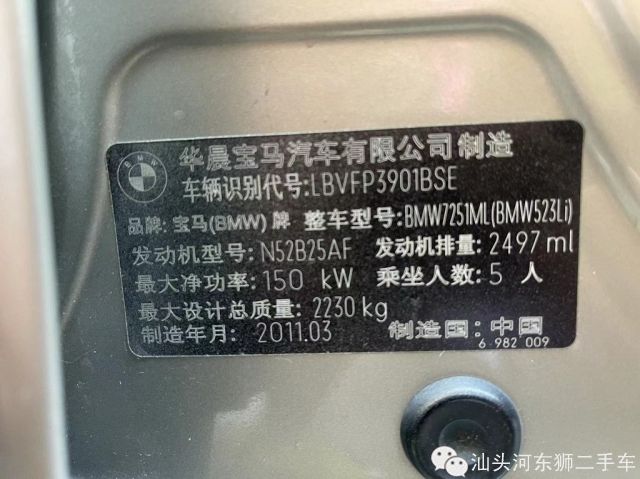 BMW
华晨宝马汽车有限公司制造
车辆识别代号:LBVFP3901BSE
品牌: 宝马(BMW) 牌 整车型号:BMW7251ML(BMW523Li)
发动机型号: N52B25AF 发动机排量: 2497 ml
最大净功率: 150 kW 乘坐人数: 5 人
最大设计总质量: 2230 kg
制造年月: 2011.03 制造国: 中国
6 982 009
汕头河东狮二手车